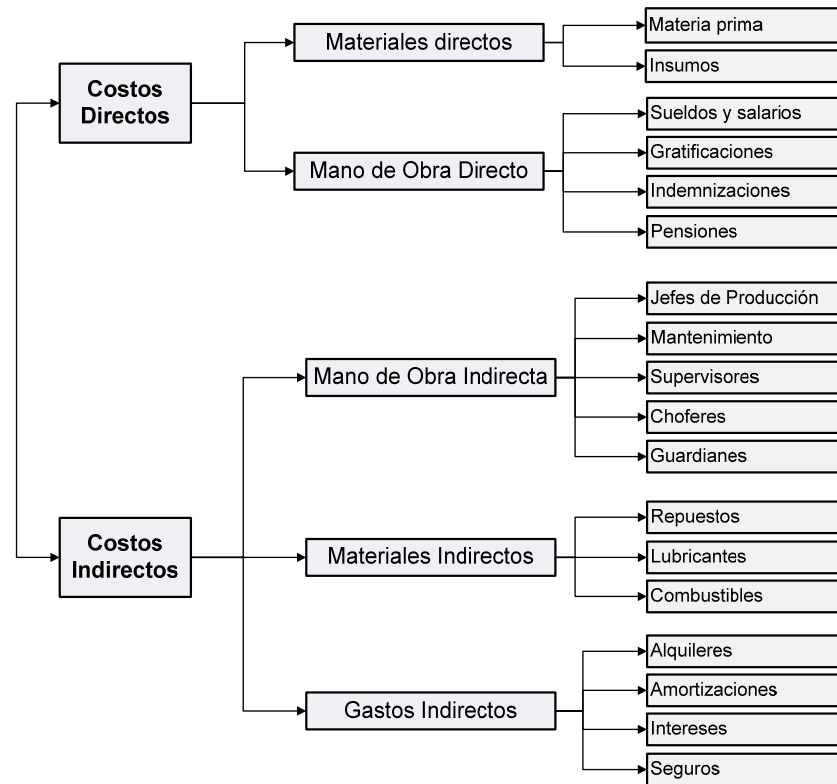 Costos
Directos
Materiales directos
Materia prima
Insumos
Mano de Obra Directo
Sueldos y salarios
Gratificaciones
Indemnizaciones
Pensiones
Costos
Indirectos
Mano de Obra Indirecta
Jefes de Producción
Mantenimiento
Supervisores
Choferes
Guardianes
Materiales Indirectos
Repuestos
Lubricantes
Combustibles
Gastos Indirectos
Alquileres
Amortizaciones
Intereses
Seguros